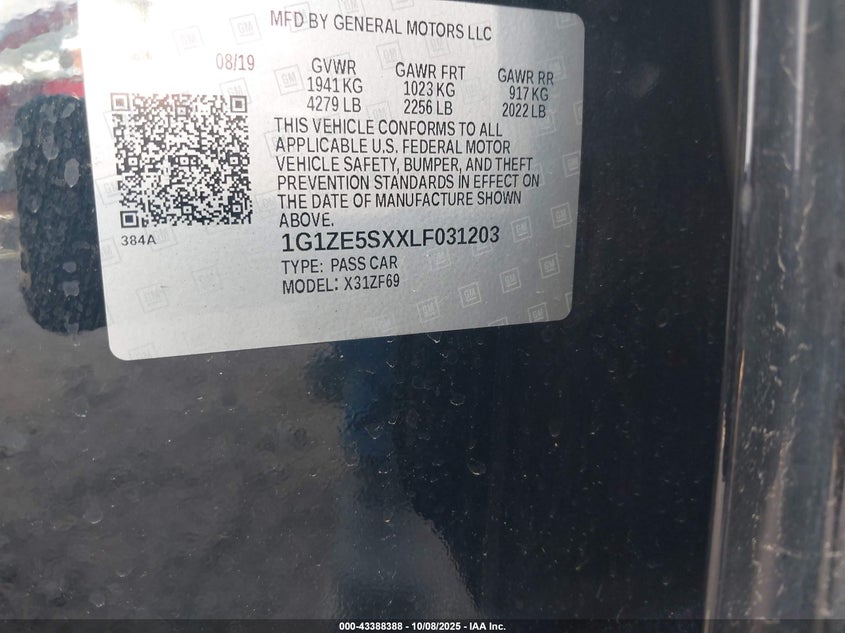 MFD BY GENERAL MOTORS LLC
08/19
GVWR GAWR FRT GAWR RR
1941 KG 1023 KG 917 KG
4279 LB 2256 LB 2022 LB
THIS VEHICLE CONFORMS TO ALL
APPLICABLE U.S. FEDERAL MOTOR
VEHICLE SAFETY, BUMPER, AND THEFT
PREVENTION STANDARDS IN EFFECT ON
THE DATE OF MANUFACTURE SHOWN
ABOVE.
384A
1G1ZE5SXXLF031203
TYPE: PASS CAR
MODEL: X31ZF69
000-43388388 - 10/08/2025 - IAA Inc.